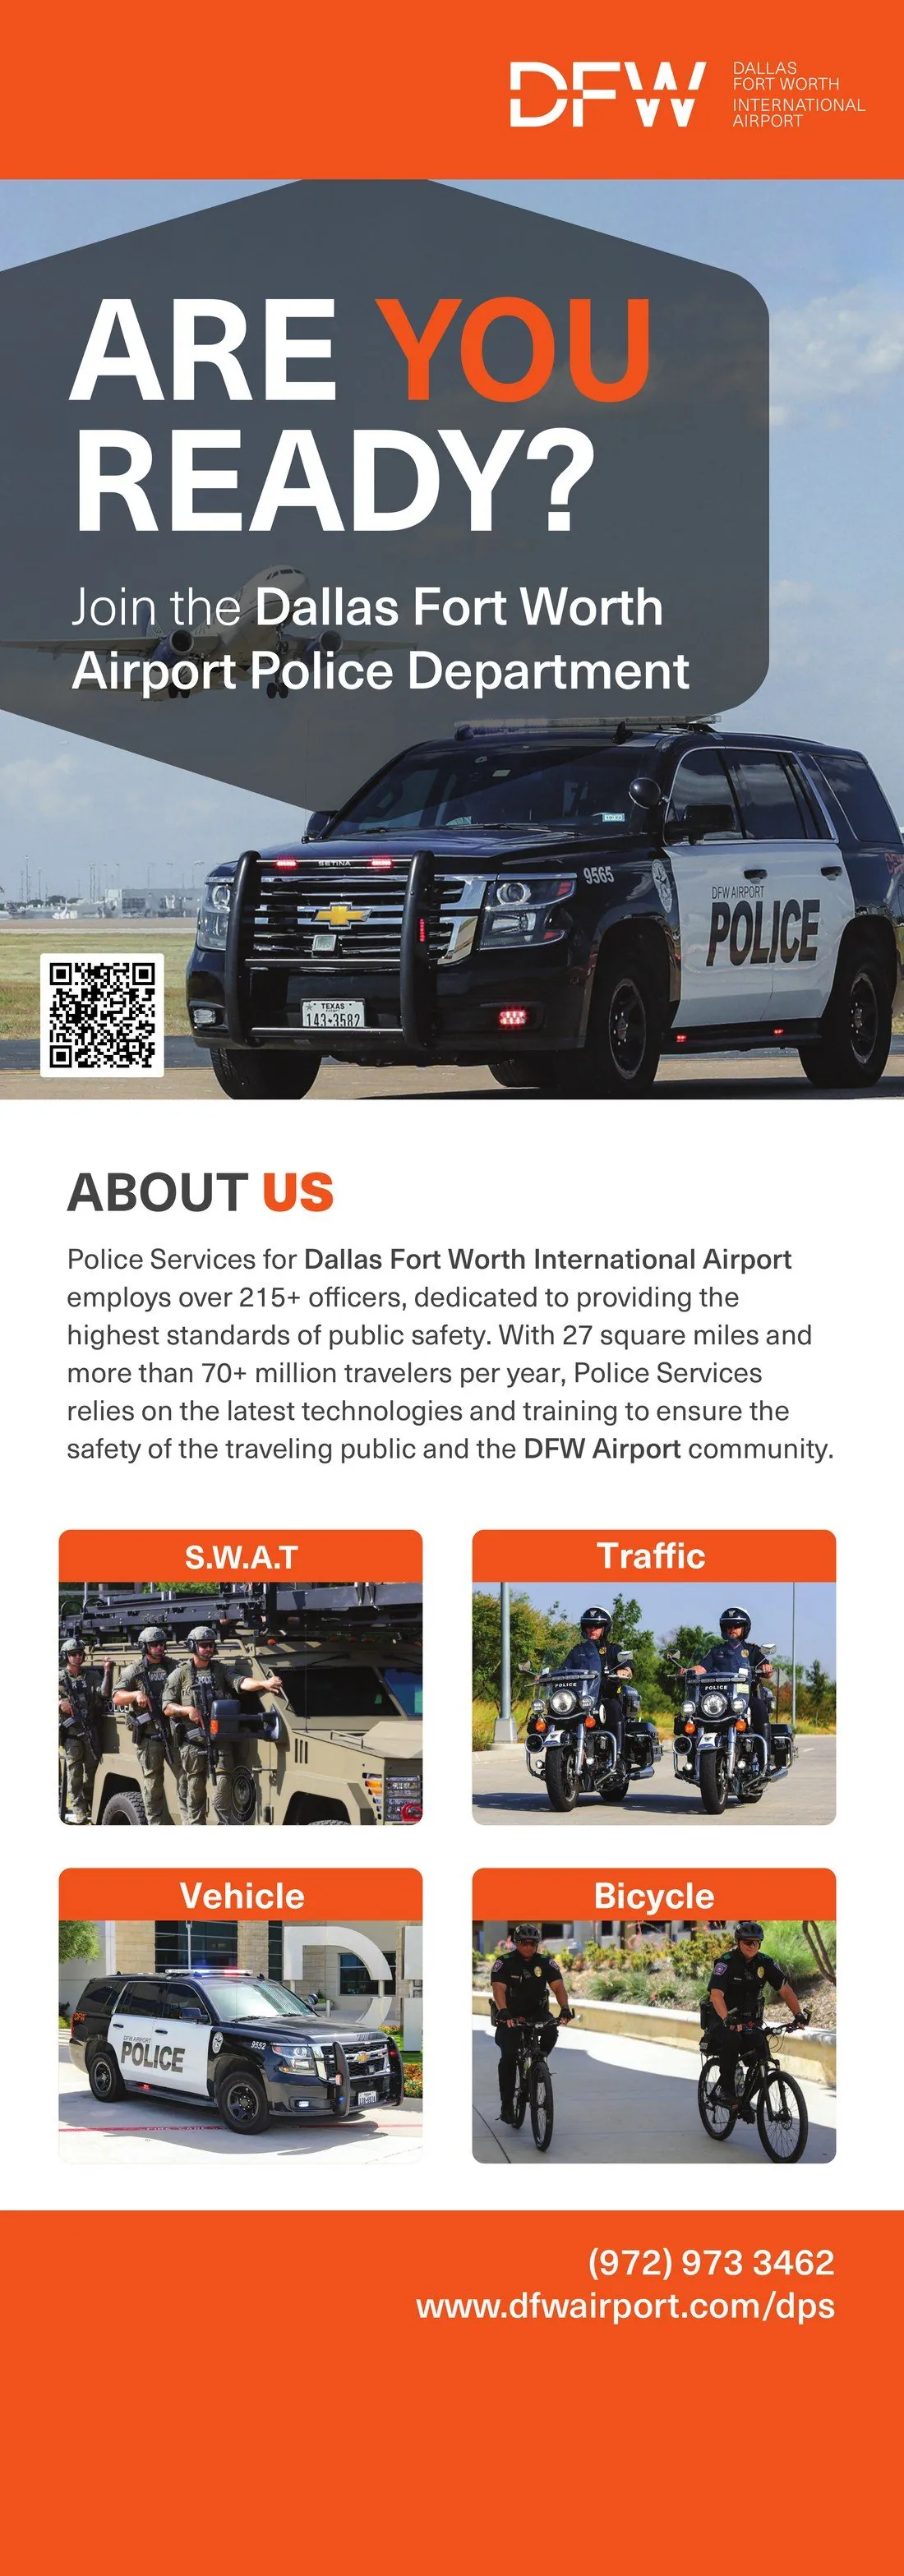 DFW
DALLAS
FORT WORTH
INTERNATIONAL
AIRPORT
ARE YOU
READY?
Join the Dallas Fort Worth
Airport Police Department
SETINA
9565
DFW AIRPORT
POLICE
TEXAS
143-3582
ABOUT US
Police Services for Dallas Fort Worth International Airport
employs over 215+ officers, dedicated to providing the
highest standards of public safety. With 27 square miles and
more than 70+ million travelers per year, Police Services
relies on the latest technologies and training to ensure the
safety of the traveling public and the DFW Airport community.
S.W.A.T
Traffic
POLICE
POLICE
Vehicle
Bicycle
DFW AIRPORT
POLICE
9552
(972) 973 3462
www.dfwairport.com/dps